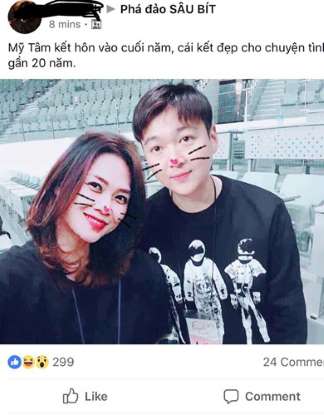 Phá đảo SÂU BÍT
8 mins
Mỹ Tâm kết hôn vào cuối năm, cái kết đẹp cho chuyện tình
gần 20 năm.
299
24 Comme
Like
Comment